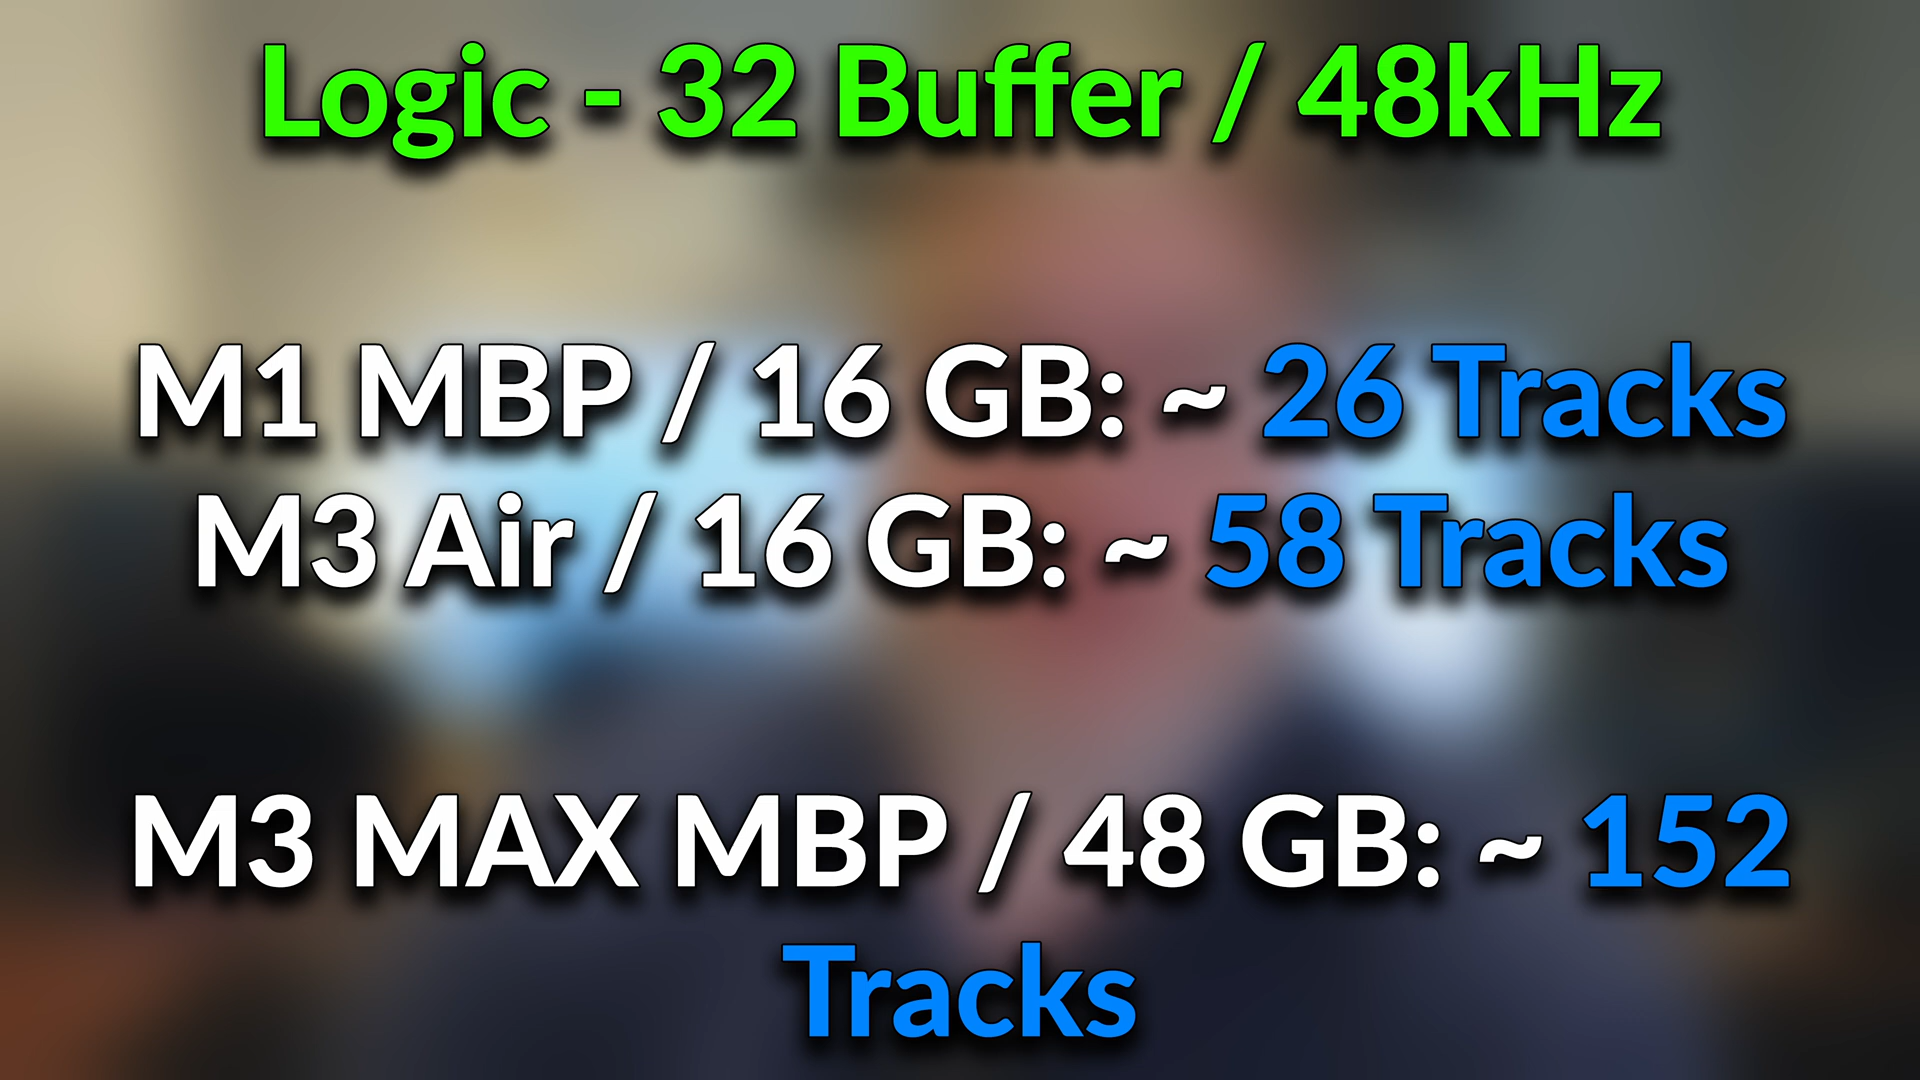 Logic - 32 Buffer / 48kHz
M1 MBP / 16 GB: ~ 26 Tracks
M3 Air / 16 GB: ~ 58 Tracks
M3 MAX MBP / 48 GB: ~ 152
Tracks